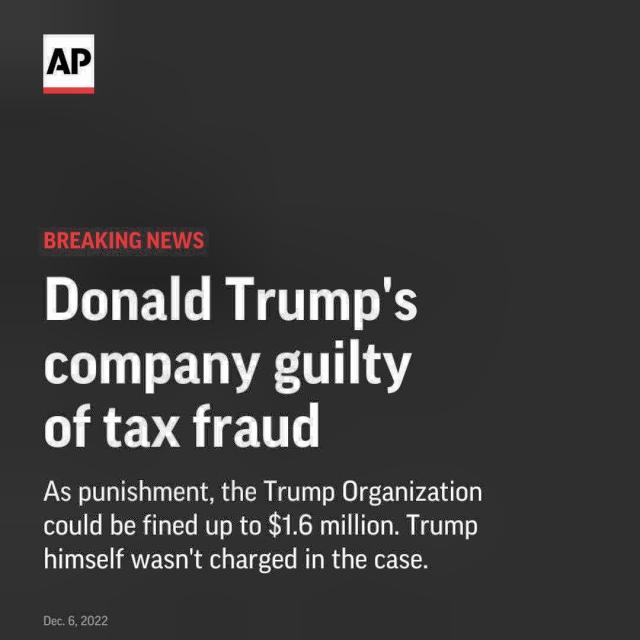 AP
BREAKING NEWS
Donald Trump's
company guilty
of tax fraud
As punishment, the Trump Organization
could be fined up to $1.6 million. Trump
himself wasn't charged in the case.
Dec. 6, 2022